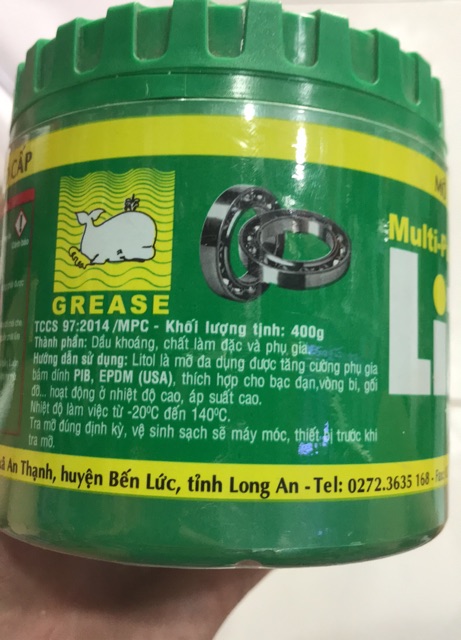 CẤP
GREASE
Multi-P
Li
TCCS 97:2014 /MPC - Khối lượng tịnh: 400g
Thành phần: Dầu khoáng, chất làm đặc và phụ gia.
Hướng dẫn sử dụng: Litol là mỡ đa dụng được tăng cường phụ gia
bám dính PIB, EPDM (USA), thích hợp cho bạc đạn,vòng bi, gối
đỡ... hoạt động ở nhiệt độ cao, áp suất cao.
Nhiệt độ làm việc từ -20ºC đến 140ºC.
Tra mỡ đúng định kỳ, vệ sinh sạch sẽ máy móc, thiết bị trước khi
tra mỡ.
ã An Thạnh, huyện Bến Lức, tỉnh Long An - Tel: 0272.3635 168 -